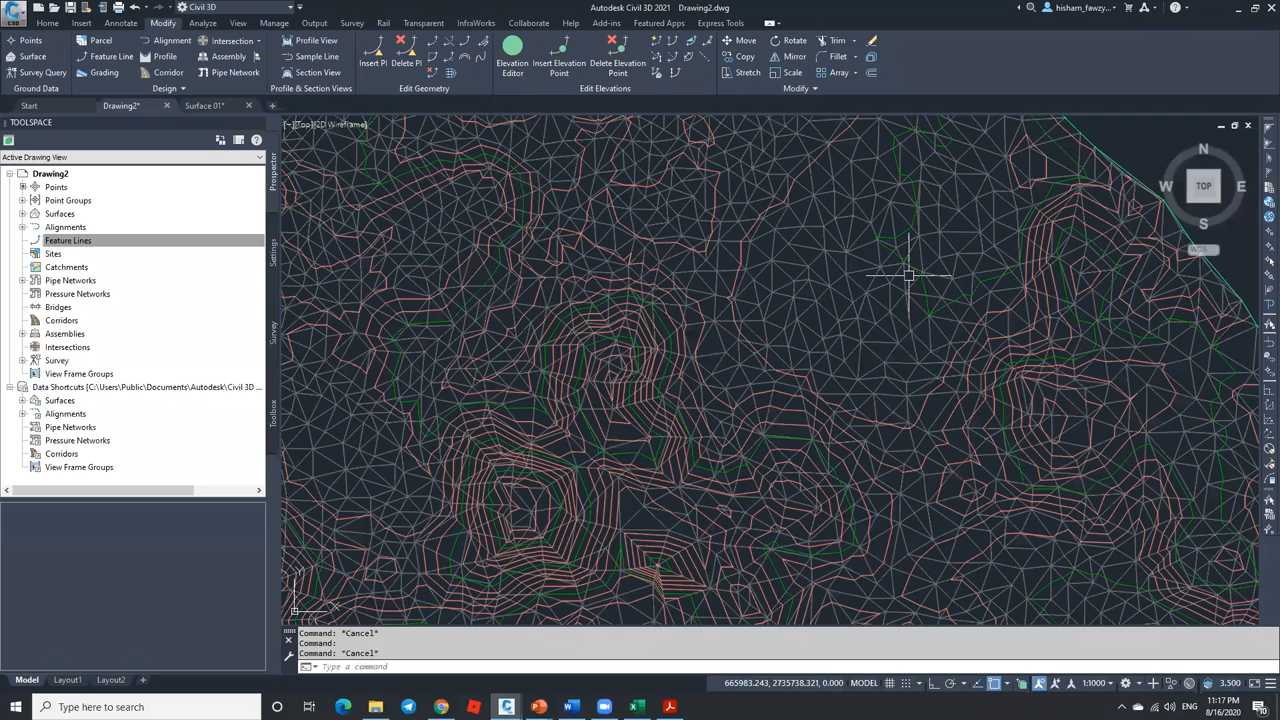 Civil 3D
Autodesk Civil 3D 2021 Drawing2.dwg
hisham_fawzy...
C3D
Home Insert Annotate Modify Analyze View Manage Output Survey Rail Transparent InfraWorks Collaborate Help Add-ins Featured Apps Express Tools
Points
Surface
Survey Query
Ground Data
Parcel
Feature Line
Grading
Alignment
Profile
Corridor
Intersection
Assembly
Pipe Network
Design
Profile View
Sample Line
Section View
Profile & Section Views
Insert PI
Delete PI
Edit Geometry
Elevation Editor
Insert Elevation Point
Delete Elevation Point
Edit Elevations
Move
Copy
Stretch
Rotate
Mirror
Scale
Trim
Fillet
Array
Modify
Start
Drawing2*
Surface 01*
TOOLSPACE
Active Drawing View
Drawing2
Points
Point Groups
Surfaces
Alignments
Feature Lines
Sites
Catchments
Pipe Networks
Pressure Networks
Bridges
Corridors
Assemblies
Intersections
Survey
View Frame Groups
Data Shortcuts [C:\Users\Public\Documents\Autodesk\Civil 3D ...
Surfaces
Alignments
Pipe Networks
Pressure Networks
Corridors
View Frame Groups
Prospector
Settings
Survey
Toolbox
[−][Top][2D Wireframe]
N
W
TOP
E
S
WCS
Command: *Cancel*
Command:
Command: *Cancel*
Type a command
Model Layout1 Layout2
665983.243, 2735738.321, 0.000 MODEL
1:1000
3.500
Type here to search
11:17 PM
8/16/2020